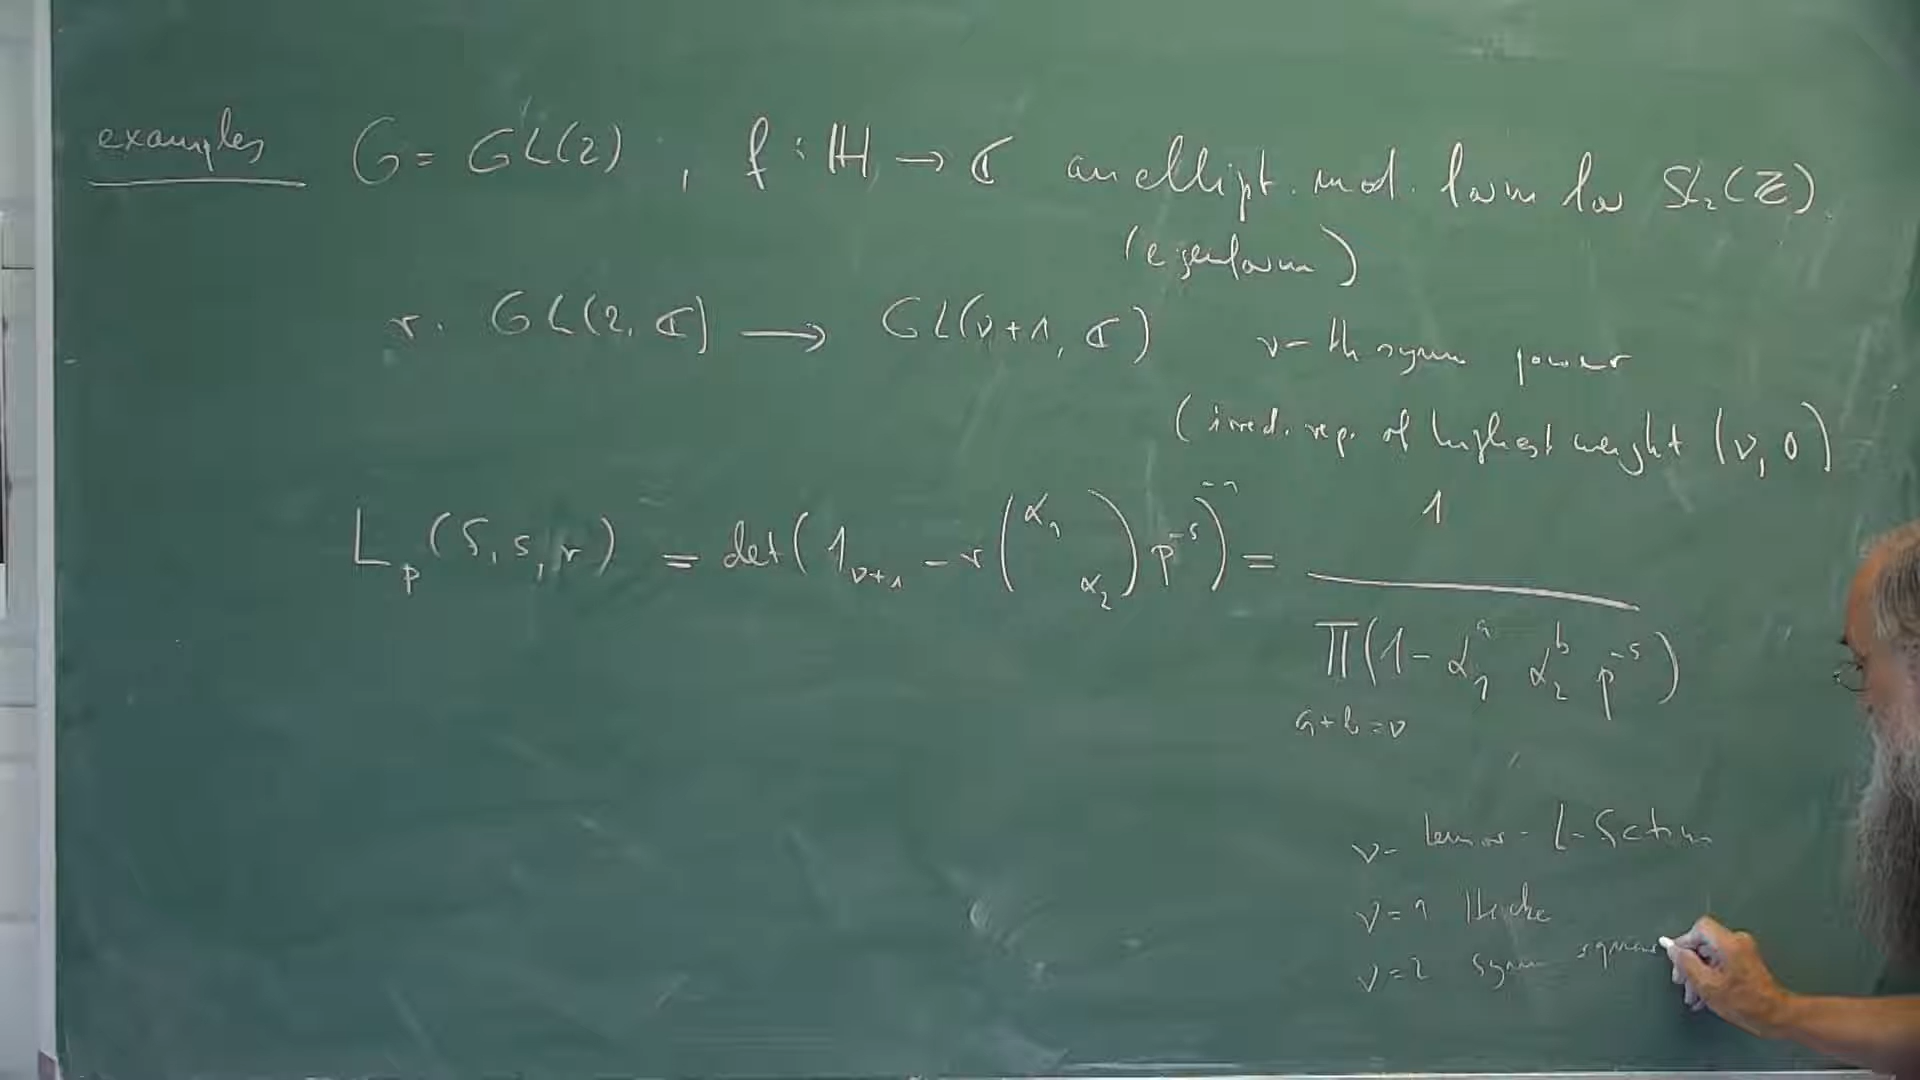 examples G = GL(2), f : ℍ → ℂ an ellipt. mod. form for SL₂(ℤ)
(eigenform)
r. GL(2, ℂ) → GL(ν+1, ℂ) ν-th symm power
(irred. rep. of highest weight (ν, 0)
L_p(f, s, r) = det(1_{ν+1} - r(α₁ α₂) p^{-s})^{-1} = 1 / ∏_{a+b=ν} (1 - α₁^a α₂^b p^{-s})
ν- L-fctn
ν=1 Hecke
ν=2 symm square